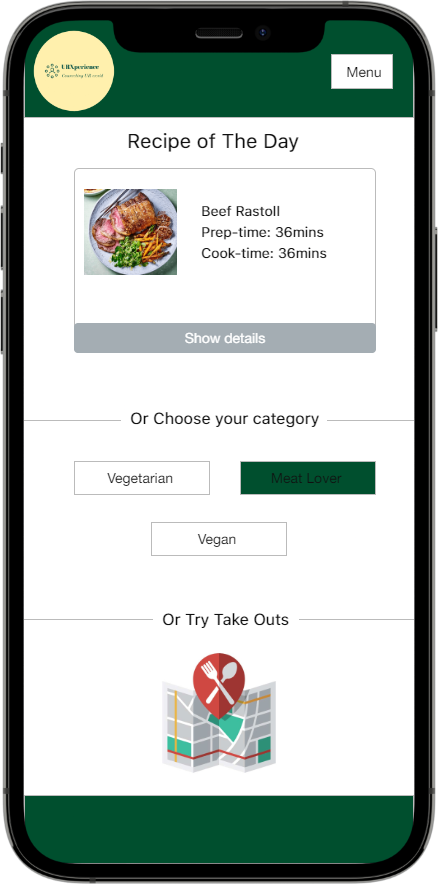 UBXperience
Connecting UB world
Menu
Recipe of The Day
Beef Rastoll
Prep-time: 36mins
Cook-time: 36mins
Show details
Or Choose your category
Vegetarian
Meat Lover
Vegan
Or Try Take Outs